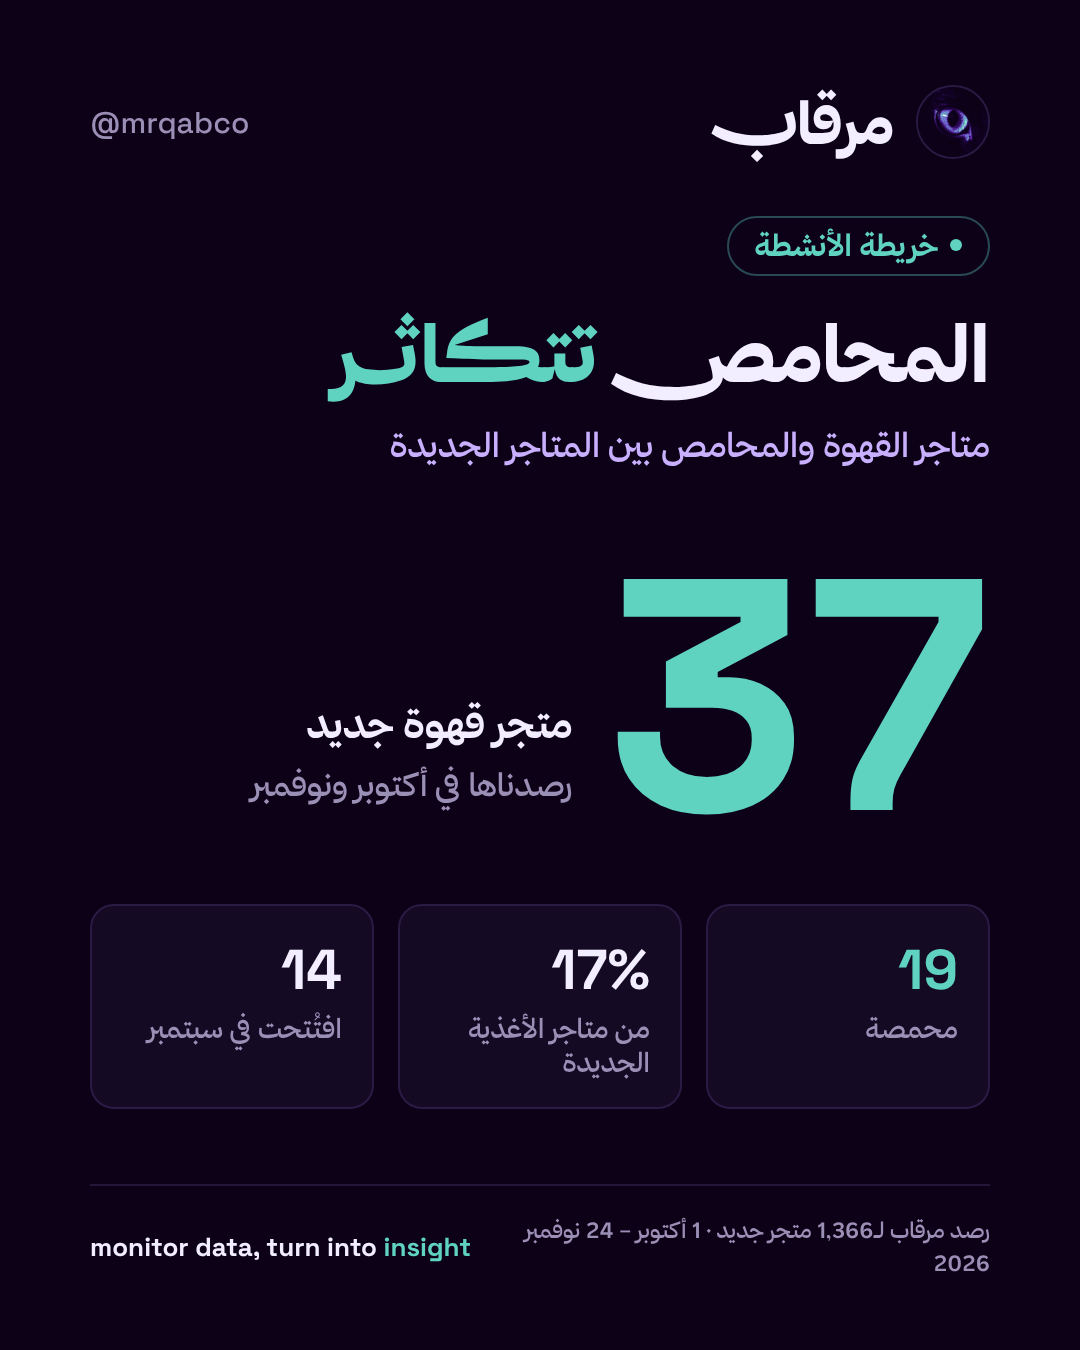 مرقاب
@mrqabco
خريطة الأنشطة
المحامص تتكاثر
متاجر القهوة والمحامص بين المتاجر الجديدة
37
متجر قهوة جديد
رصدناها في أكتوبر ونوفمبر
19
محمصة
17%
من متاجر الأغذية
الجديدة
14
افتُتحت في سبتمبر
رصد مرقاب لـ1,366 متجر جديد · 1 أكتوبر – 24 نوفمبر
2026
monitor data, turn into insight